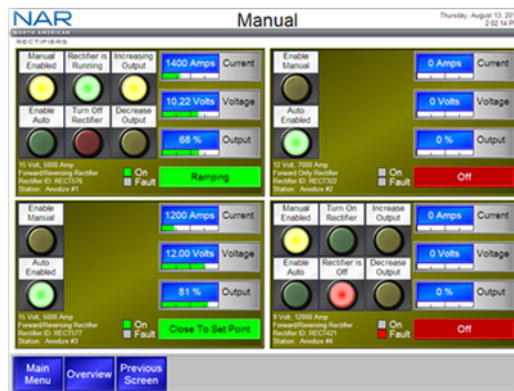 NAR
NORTH AMERICAN
RECTIFIERS
Manual
Thursday, August 13, 201
2:02:14 P
Manual Enabled
Rectifier is Running
Increasing Output
1400 Amps Current
10.22 Volts Voltage
Enable Auto
Turn Off Rectifier
Decrease Output
68 % Output
15 Volt, 5000 Amp
Forward/Reversing Rectifier
Rectifier ID: RECT576
Station: Anodize #1
On
Fault
Ramping
Enable Manual
0 Amps Current
Auto Enabled
0 Volts Voltage
0 % Output
12 Volt, 7000 Amp
Forward Only Rectifier
Rectifier ID: RECT322
Station: Anodize #2
On
Fault
Off
Enable Manual
1200 Amps Current
Auto Enabled
12.00 Volts Voltage
81 % Output
15 Volt, 5000 Amp
Forward/Reversing Rectifier
Rectifier ID: RECT577
Station: Anodize #3
On
Fault
Close To Set Point
Manual Enabled
Turn On Rectifier
Increase Output
0 Amps Current
Enable Auto
Rectifier is Off
Decrease Output
0 Volts Voltage
0 % Output
9 Volt, 12000 Amp
Forward/Reversing Rectifier
Rectifier ID: RECT421
Station: Anodize #4
On
Fault
Off
Main Menu
Overview
Previous Screen